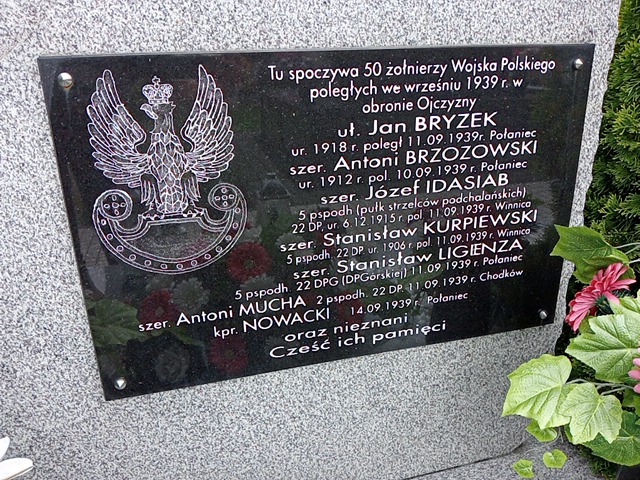 Tu spoczywa 50 żołnierzy Wojska Polskiego
poległych we wrześniu 1939 r. w
obronie Ojczyzny
uł. Jan BRYZEK
ur. 1918 r. poległ 11.09.1939r. Połaniec
szer. Antoni BRZOZOWSKI
ur. 1912 r. pol. 10.09.1939 r. Połaniec
szer. Józef IDASIAB
5 pspodh (pułk strzelców podchalańskich)
22 DP, ur. 6.12 1915 r. pol. 11.09.1939 r. Winnica
szer. Stanisław KURPIEWSKI
5 pspodh. 22 DP, ur. 1906 r. pol. 11.09.1939 r. Winnica
szer. Stanisław LIGIENZA
5 pspodh. 22 DPG (DPGórskiej) 11.09.1939 r. Połaniec
szer. Antoni MUCHA 2 pspodh. 22 DP. 11.09.1939 r. Chodków
kpr. NOWACKI 14.09.1939 r. Połaniec
oraz nieznani
Cześć ich pamięci